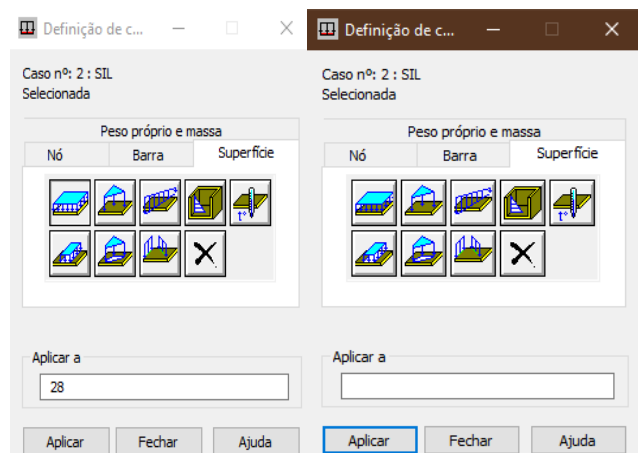 Definição de c...
Caso nº: 2 : SIL
Selecionada
Peso próprio e massa
Nó Barra Superfície
t°
Aplicar a
28
Aplicar Fechar Ajuda
Definição de c...
Caso nº: 2 : SIL
Selecionada
Peso próprio e massa
Nó Barra Superfície
t°
Aplicar a
Aplicar Fechar Ajuda